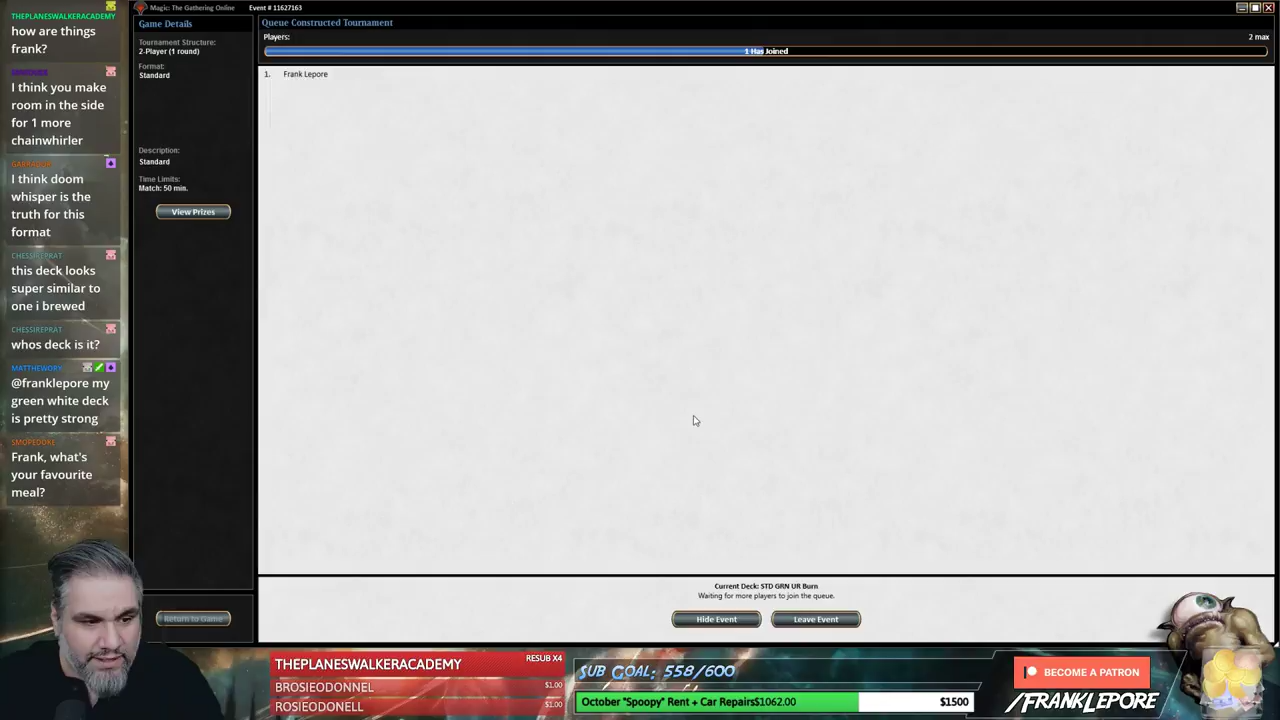 THEPLANESWALKERACADEMY
how are things
frank?
I think you make
room in the side
for 1 more
chainwhirler
I think doom
whisper is the
truth for this
format
CHESSIREPRAT
this deck looks
super similar to
one i brewed
CHESSIREPRAT
whos deck is it?
MATTHEWORY
@franklepore my
green white deck
is pretty strong
SMOPEDORE
Frank, what's
your favourite
meal?
Magic: The Gathering Online Event # 11627163
Game Details
Tournament Structure:
2-Player (1 round)
Format:
Standard
Description:
Standard
Time Limits:
Match: 50 min.
View Prizes
Return To Game
Queue Constructed Tournament
Players: 2 max
1 Has Joined
1. Frank Lepore
Current Deck: STD GRN UR Burn
Waiting for more players to join the queue.
Hide Event Leave Event
THEPLANESWALKERACADEMY RESUB X4
BROSIEODONNEL $1.00
ROSIEODONELL $1.00
SUB GOAL: 558/600
October "Spoopy" Rent + Car Repairs $1062.00 $1500
BECOME A PATRON
/FRANKLEPORE